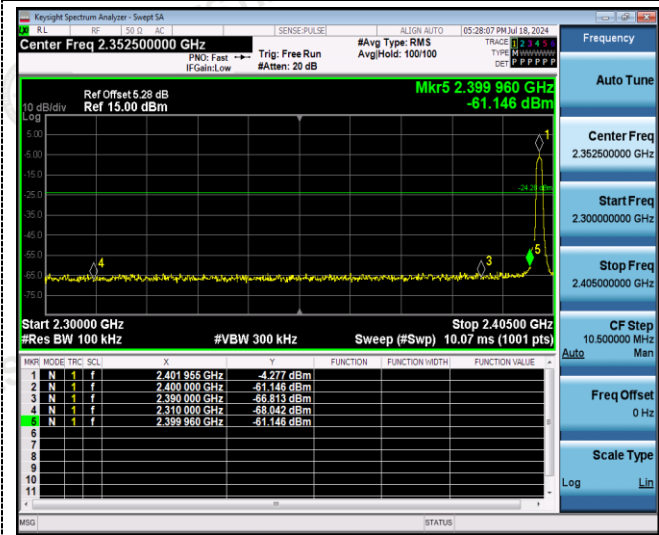 Keysight Spectrum Analyzer - Swept SA
RL RF 50 Ω AC SENSE:PULSE ALIGN AUTO 05:28:07 PM Jul 18, 2024
Center Freq 2.352500000 GHz
#Avg Type: RMS
TRACE 1 2 3 4 5 6
PNO: Fast Trig: Free Run Avg|Hold: 100/100
TYPE MWWWWW
IFGain:Low #Atten: 20 dB
DET P P P P P P
Frequency
Auto Tune
Center Freq
2.352500000 GHz
Start Freq
2.300000000 GHz
Stop Freq
2.405000000 GHz
CF Step
10.500000 MHz
Auto Man
Freq Offset
0 Hz
Scale Type
Log Lin
Mkr5 2.399 960 GHz
-61.146 dBm
Ref Offset 5.28 dB
10 dB/div Ref 15.00 dBm
Log
5.00
-5.00
-15.0
-25.0
-35.0
-45.0
-55.0
-65.0
-75.0
1
-24.28 dBm
5
3
4
Start 2.30000 GHz Stop 2.40500 GHz
#Res BW 100 kHz #VBW 300 kHz Sweep (#Swp) 10.07 ms (1001 pts)
MKR MODE TRC SCL X Y FUNCTION FUNCTION WIDTH FUNCTION VALUE
1 N 1 f 2.401 955 GHz -4.277 dBm
2 N 1 f 2.400 000 GHz -61.146 dBm
3 N 1 f 2.390 000 GHz -66.813 dBm
4 N 1 f 2.310 000 GHz -68.042 dBm
5 N 1 f 2.399 960 GHz -61.146 dBm
6
7
8
9
10
11
MSG STATUS